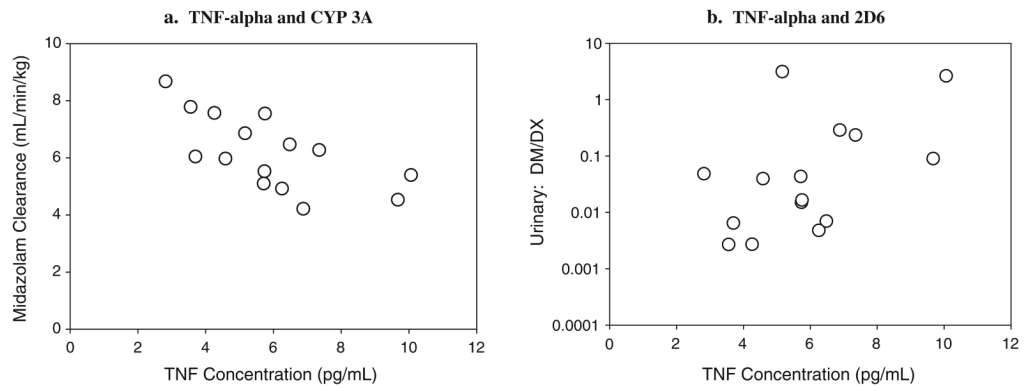 a. TNF-alpha and CYP 3A
Midazolam Clearance (mL/min/kg)
10
8
6
4
2
0
0 2 4 6 8 10 12
TNF Concentration (pg/mL)
b. TNF-alpha and 2D6
Urinary: DM/DX
10
1
0.1
0.01
0.001
0.0001
0 2 4 6 8 10 12
TNF Concentration (pg/mL)